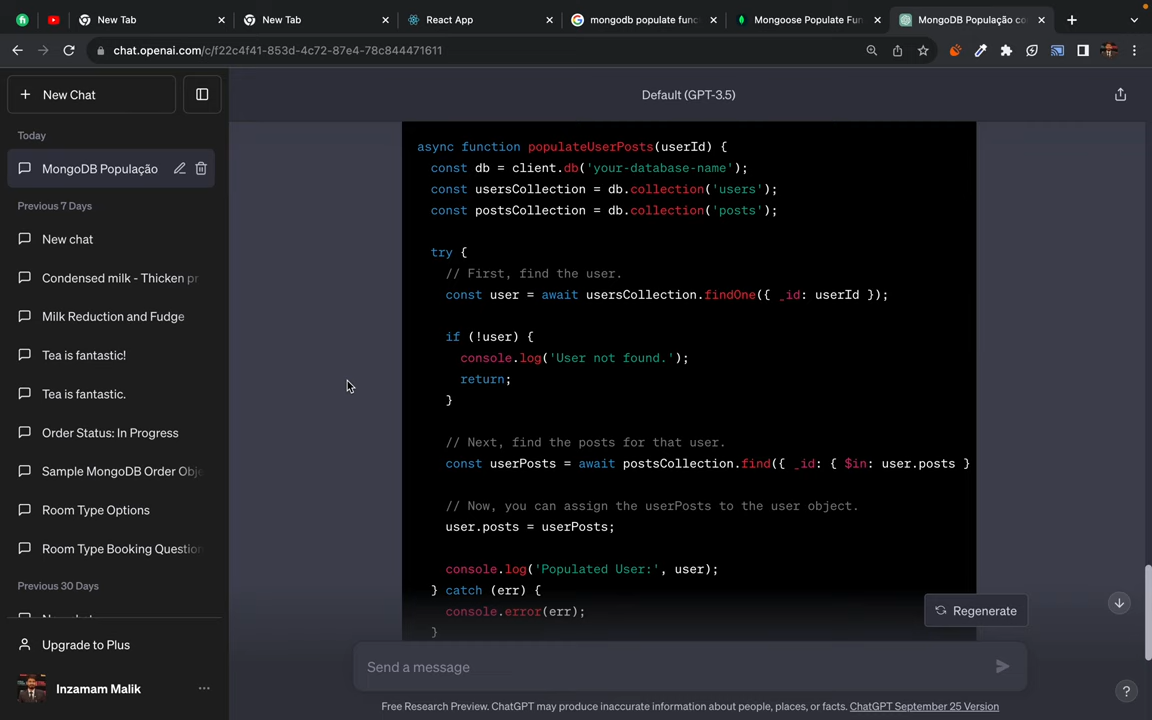 New Tab
New Tab
React App
mongodb populate func
Mongoose Populate Fun
MongoDB População co
chat.openai.com/c/f22c4f41-853d-4c72-87e4-78c844471611
New Chat
Default (GPT-3.5)
Today
MongoDB População
Previous 7 Days
New chat
Condensed milk - Thicken pr
Milk Reduction and Fudge
Tea is fantastic!
Tea is fantastic.
Order Status: In Progress
Sample MongoDB Order Obje
Room Type Options
Room Type Booking Question
Previous 30 Days
Upgrade to Plus
Inzamam Malik
async function populateUserPosts(userId) {
const db = client.db('your-database-name');
const usersCollection = db.collection('users');
const postsCollection = db.collection('posts');
try {
// First, find the user.
const user = await usersCollection.findOne({ _id: userId });
if (!user) {
console.log('User not found.');
return;
}
// Next, find the posts for that user.
const userPosts = await postsCollection.find({ _id: { $in: user.posts }
// Now, you can assign the userPosts to the user object.
user.posts = userPosts;
console.log('Populated User:', user);
} catch (err) {
console.error(err);
}
Regenerate
Send a message
Free Research Preview. ChatGPT may produce inaccurate information about people, places, or facts. ChatGPT September 25 Version
?